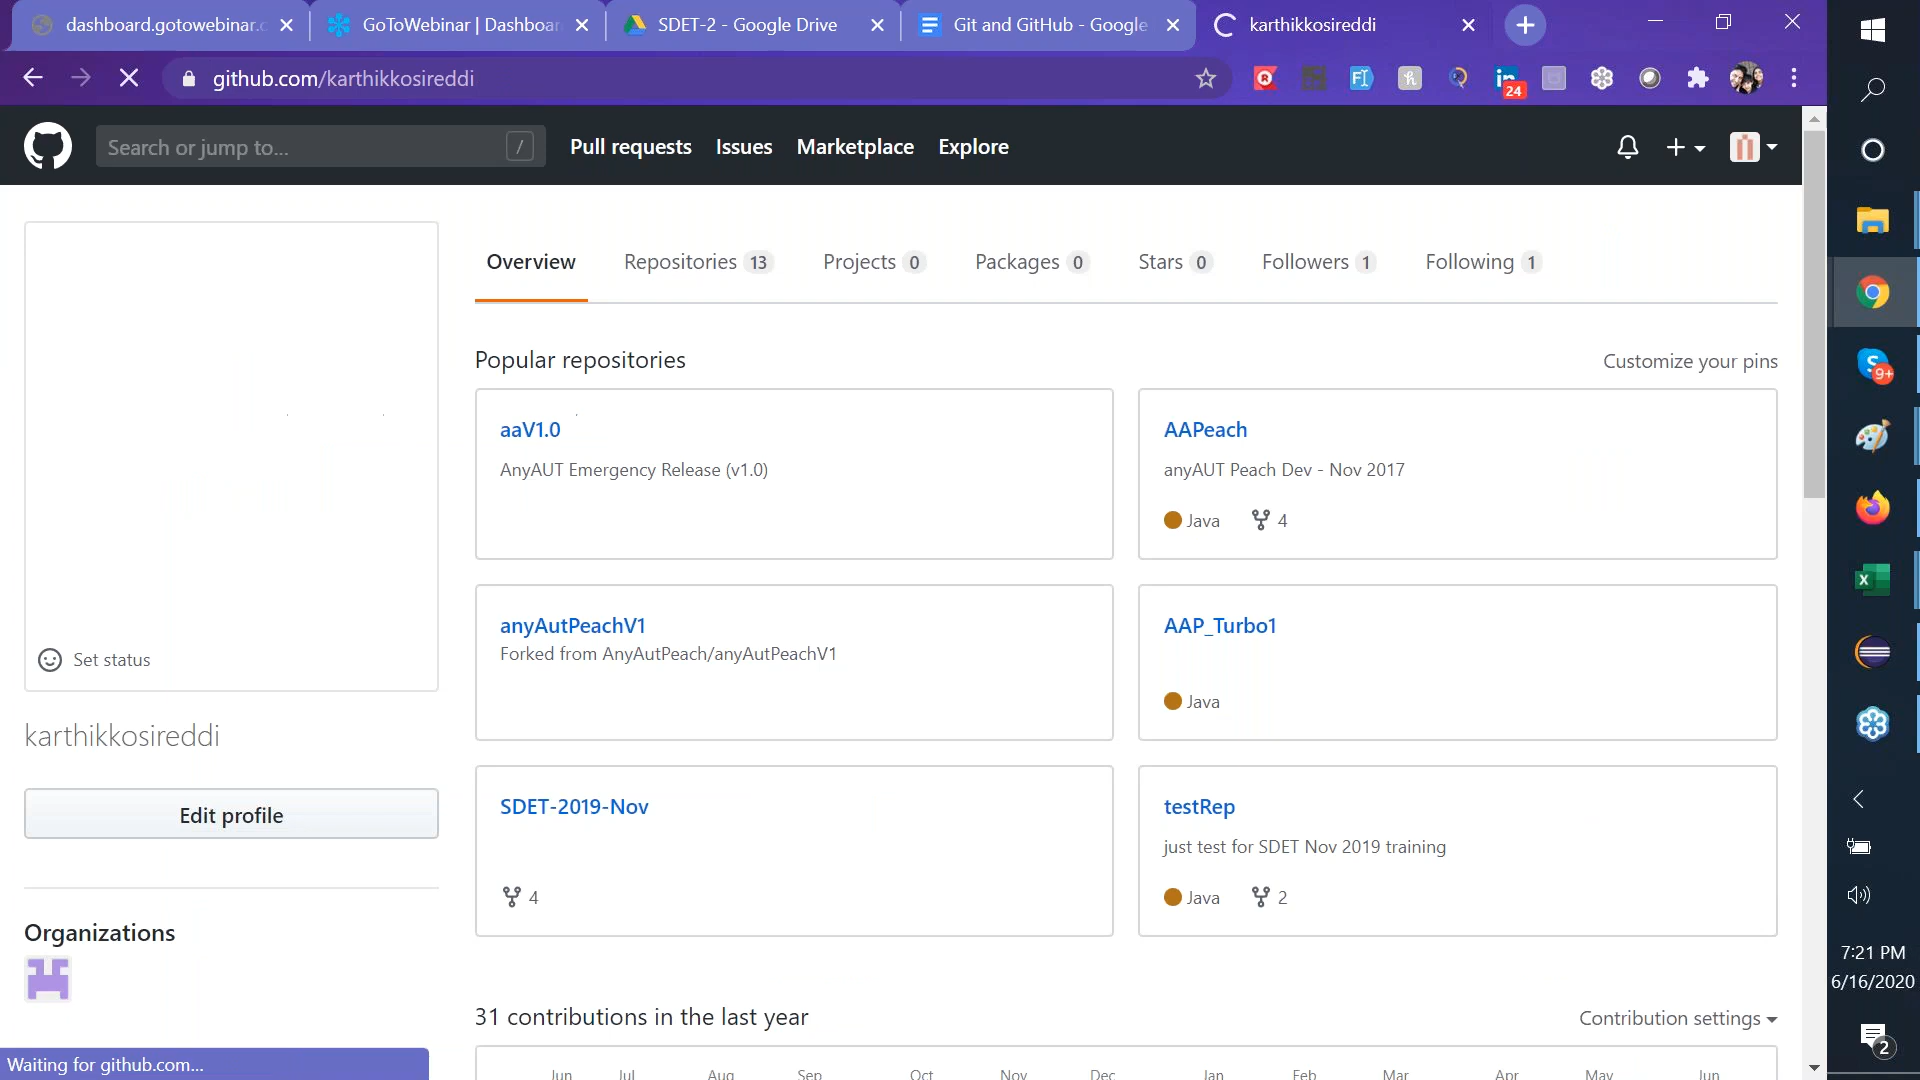 dashboard.gotowebinar.c
GoToWebinar | Dashboar
SDET-2 - Google Drive
Git and GitHub - Google
karthikkosireddi
github.com/karthikkosireddi
24
Search or jump to...
/
Pull requests
Issues
Marketplace
Explore
Overview
Repositories 13
Projects 0
Packages 0
Stars 0
Followers 1
Following 1
Popular repositories
Customize your pins
aaV1.0
AnyAUT Emergency Release (v1.0)
AAPeach
anyAUT Peach Dev - Nov 2017
Java
4
anyAutPeachV1
Forked from AnyAutPeach/anyAutPeachV1
AAP_Turbo1
Java
SDET-2019-Nov
4
testRep
just test for SDET Nov 2019 training
Java
2
Set status
karthikkosireddi
Edit profile
Organizations
31 contributions in the last year
Contribution settings
Jun Jul Aug Sep Oct Nov Dec Jan Feb Mar Apr May Jun
Waiting for github.com...
9+
7:21 PM
6/16/2020
2